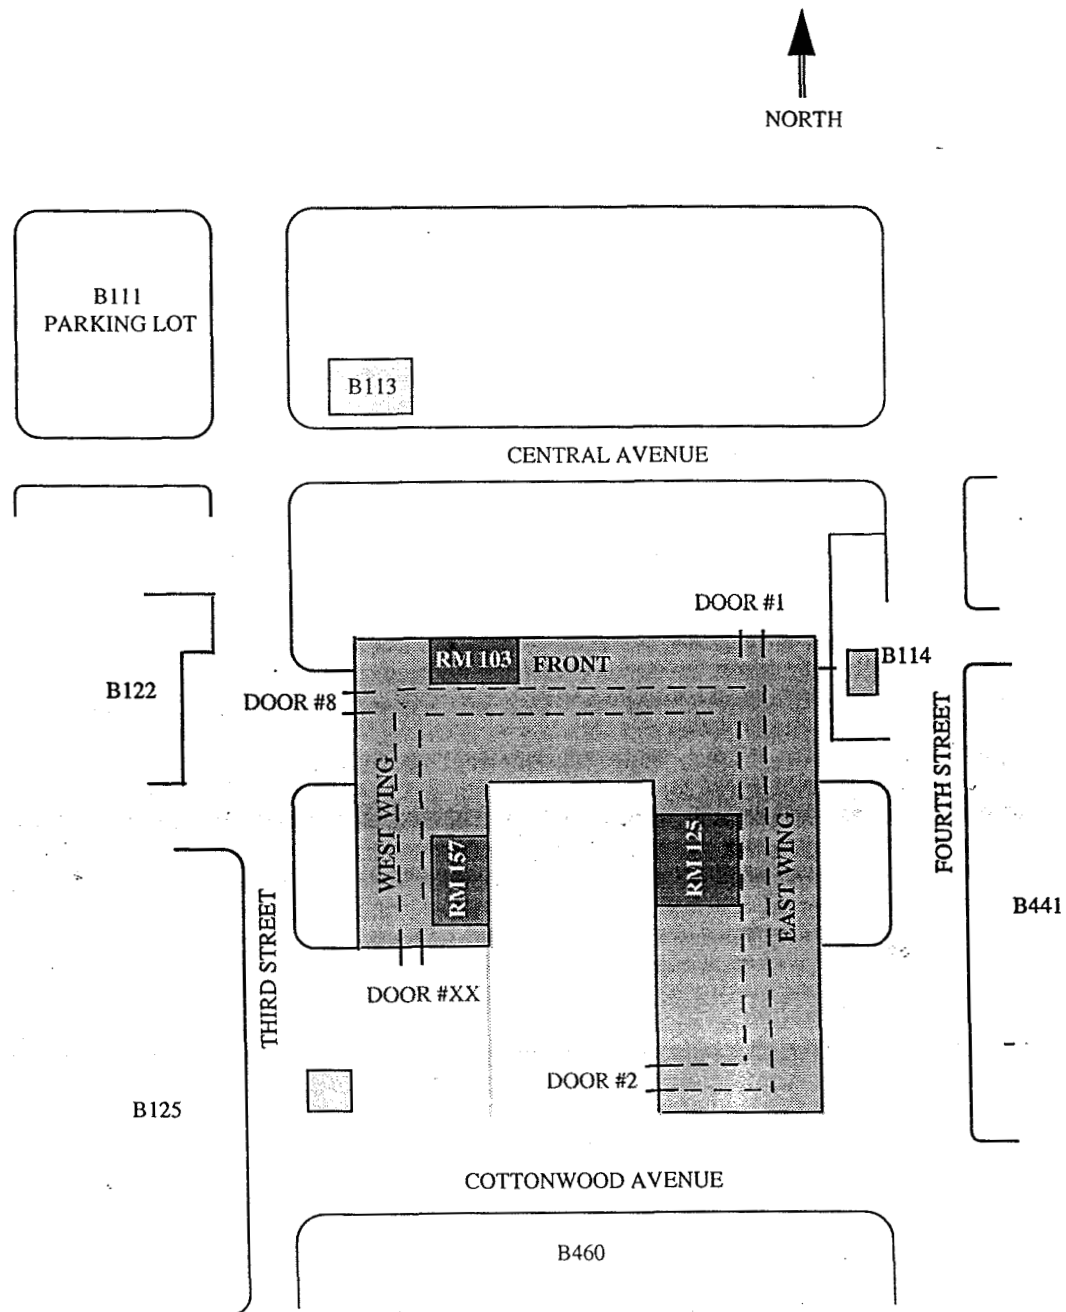 NORTH
B111
PARKING LOT
B113
CENTRAL AVENUE
DOOR #1
RM 103
FRONT
B114
B122
DOOR #8
WEST WING
RM 157
RM 125
EAST WING
FOURTH STREET
B441
THIRD STREET
DOOR #XX
DOOR #2
B125
COTTONWOOD AVENUE
B460